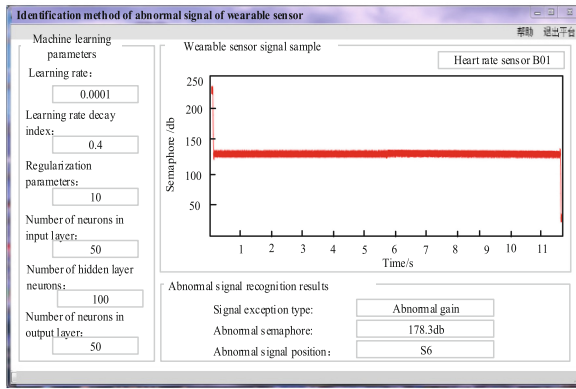 Identification method of abnormal signal of wearable sensor
帮助 退出平台
Machine learning
parameters
Learning rate:
0.0001
Learning rate decay
index:
0.4
Regularization
parameters:
10
Number of neurons in
input layer:
50
Number of hidden layer
neurons:
100
Number of neurons in
output layer:
50
Wearable sensor signal sample
Heart rate sensor B01
Semaphore /db
250
200
150
100
50
1 2 3 4 5 6 7 8 9 10 11
Time/s
Abnormal signal recognition results
Signal exception type:
Abnormal gain
Abnormal semaphore:
178.3db
Abnormal signal position:
S6